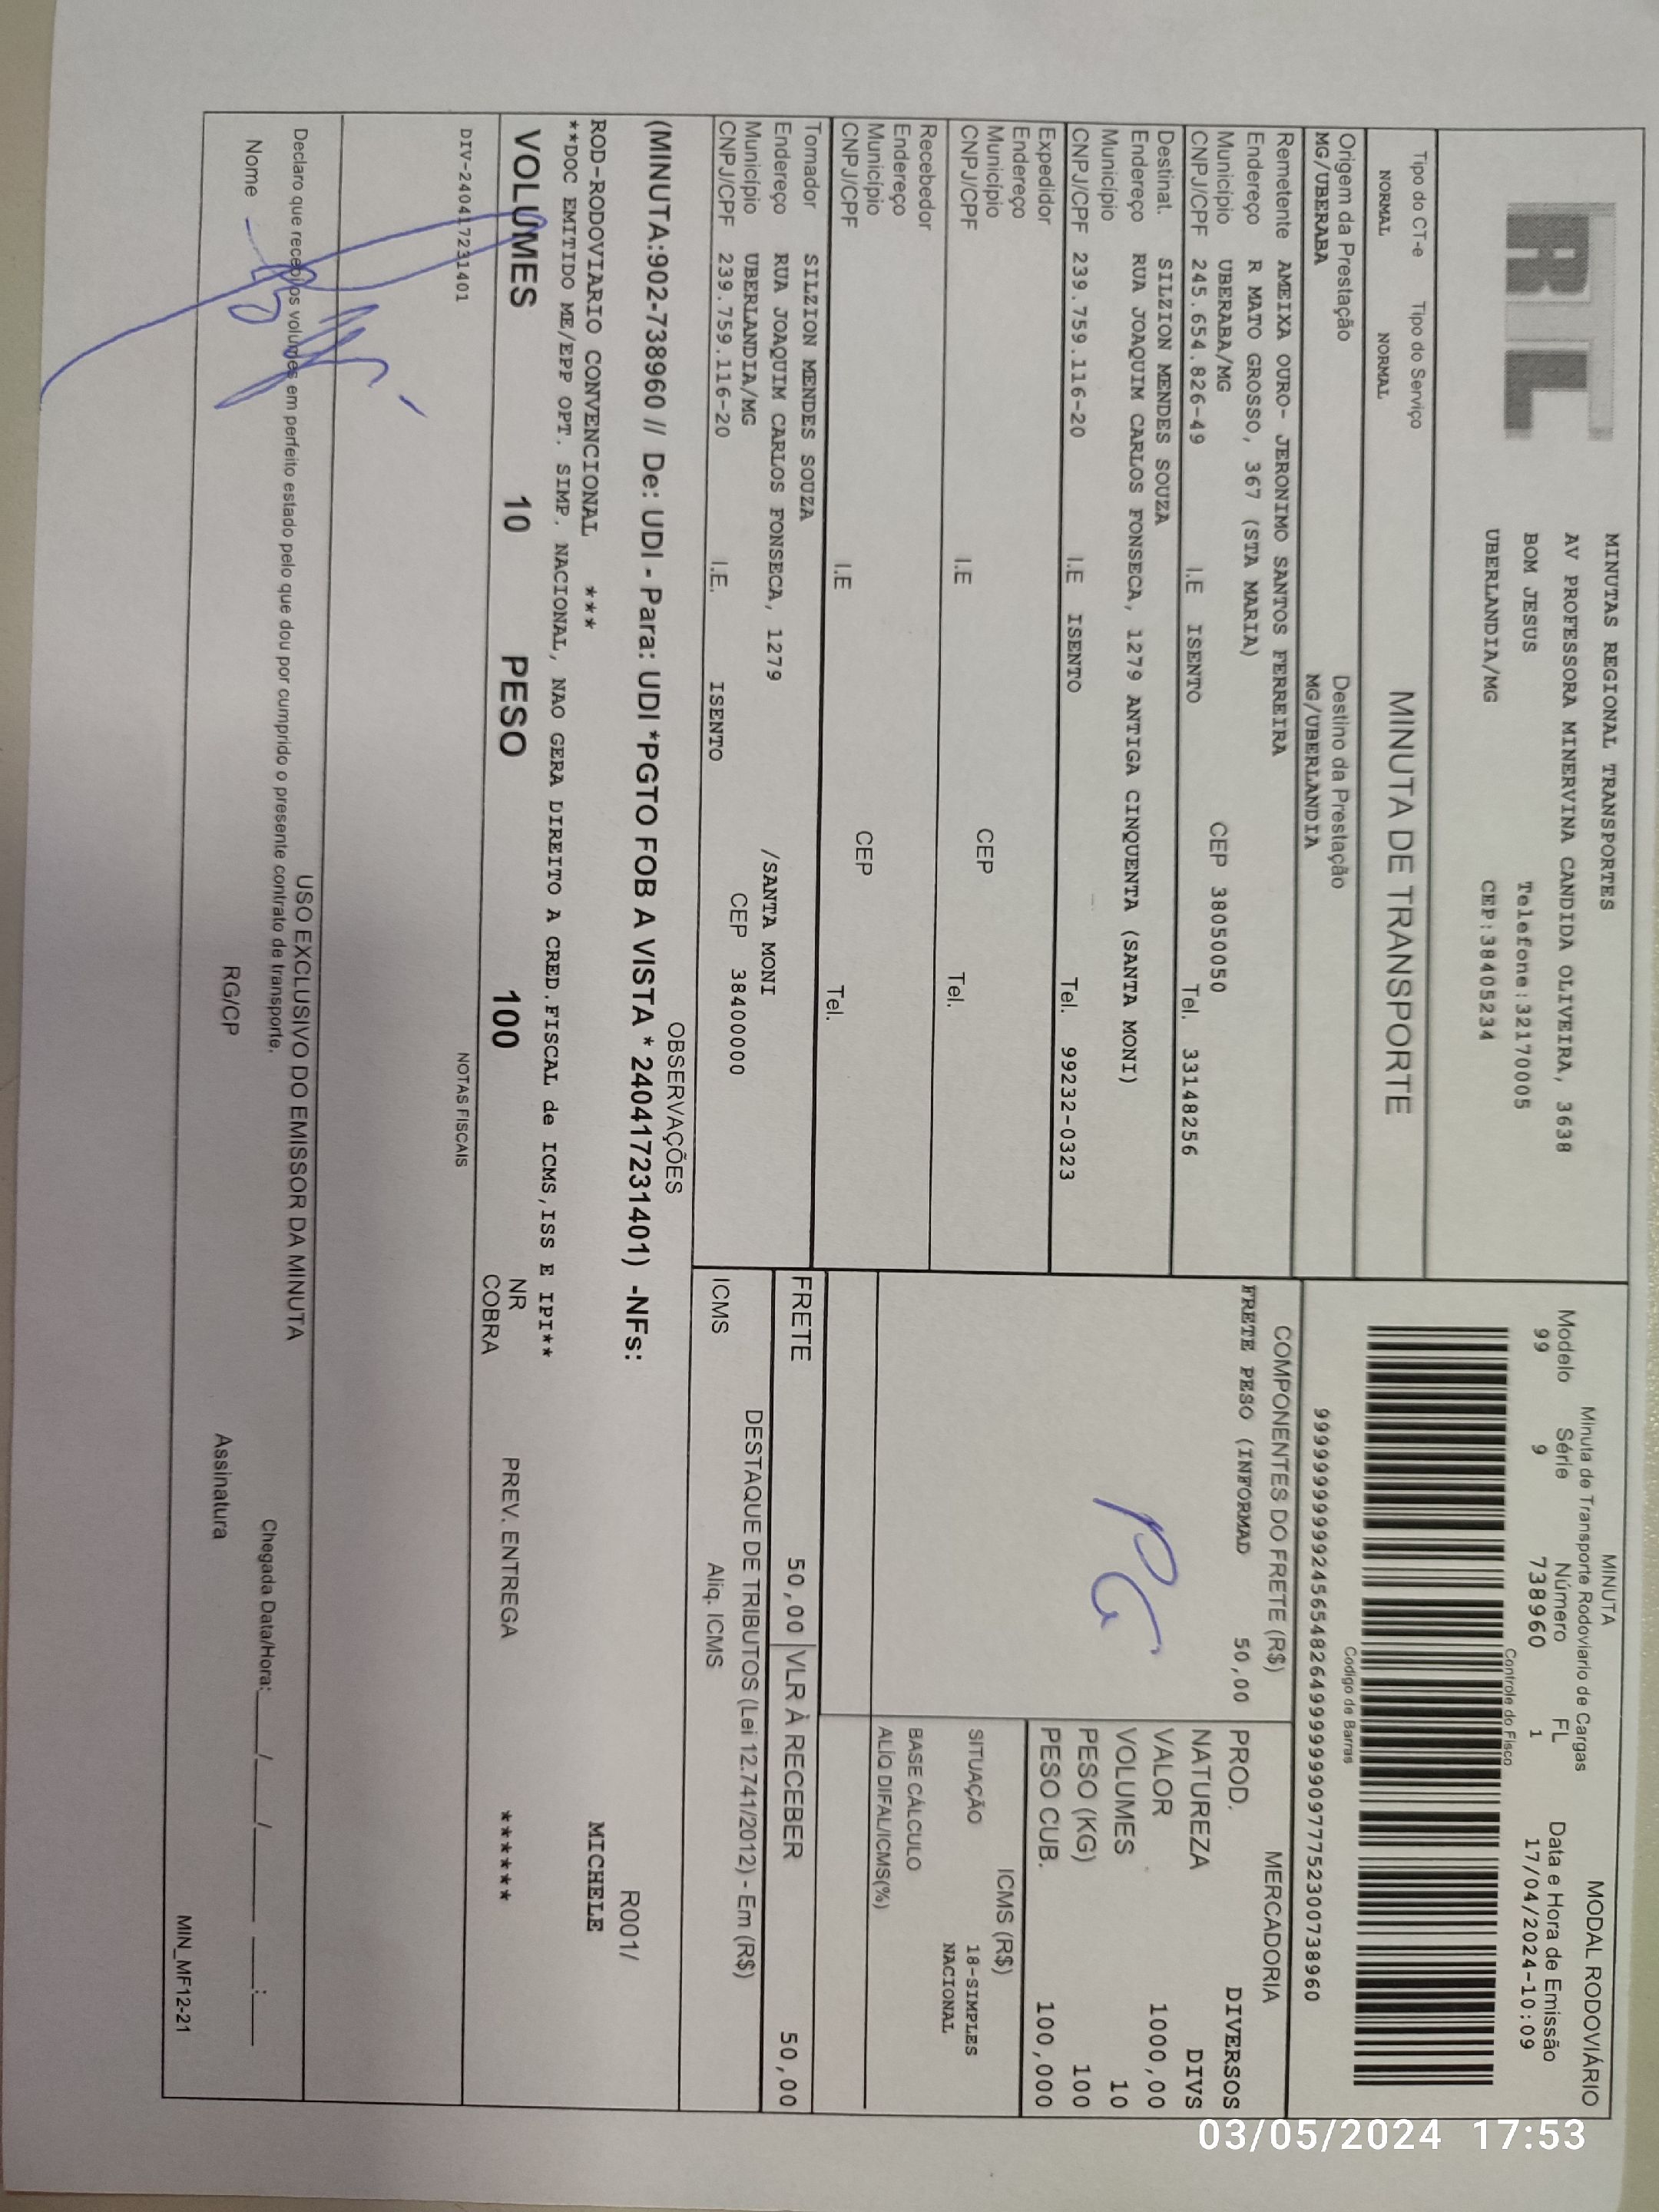 RTL
MINUTAS REGIONAL TRANSPORTES
AV PROFESSORA MINERVINA CANDIDA OLIVEIRA, 3638
BOM JESUS Telefone:32170005
UBERLANDIA/MG CEP:38405234
MINUTA MODAL RODOVIÁRIO
Minuta de Transporte Rodoviario de Cargas
Modelo Série Número FL Data e Hora de Emissão
99 9 738960 1 17/04/2024-10:09
Controle do Fisco
Codigo de Barras
Tipo do CT-e Tipo do Serviço
NORMAL NORMAL
MINUTA DE TRANSPORTE
Origem da Prestação Destino da Prestação
MG/UBERABA MG/UBERLANDIA
Remetente AMEIXA OURO- JERONIMO SANTOS FERREIRA
Endereço R MATO GROSSO, 367 (STA MARIA)
Município UBERABA/MG CEP 38050050
CNPJ/CPF 245.654.826-49 I.E ISENTO Tel. 33148256
Destinat. SILZION MENDES SOUZA
Endereço RUA JOAQUIM CARLOS FONSECA, 1279 ANTIGA CINQUENTA (SANTA MONI)
Município
CNPJ/CPF 239.759.116-20 I.E ISENTO Tel. 99232-0323
Expedidor
Endereço
Município CEP
CNPJ/CPF I.E Tel.
Recebedor
Endereço
Município CEP
CNPJ/CPF I.E Tel.
Tomador SILZION MENDES SOUZA
Endereço RUA JOAQUIM CARLOS FONSECA, 1279 /SANTA MONI
Município UBERLANDIA/MG CEP 38400000
CNPJ/CPF 239.759.116-20 I.E. ISENTO
COMPONENTES DO FRETE (R$)
FRETE PESO (INFORMAD 50,00
PG
MERCADORIA
PROD. DIVERSOS
NATUREZA DIVS
VALOR 1000,00
VOLUMES 10
PESO (KG) 100
PESO CUB. 100,000
ICMS (R$)
SITUAÇÃO 18-SIMPLES
NACIONAL
BASE CÁLCULO
ALÍQ DIFAL/ICMS(%)
FRETE 50,00 VLR À RECEBER 50,00
DESTAQUE DE TRIBUTOS (Lei 12.741/2012) - Em (R$)
ICMS Aliq. ICMS
OBSERVAÇÕES
(MINUTA:902-738960 // De: UDI - Para: UDI *PGTO FOB A VISTA * 240417231401) -NFs: R001/
ROD-RODOVIARIO CONVENCIONAL *** MICHELE
**DOC EMITIDO ME/EPP OPT. SIMP. NACIONAL, NAO GERA DIREITO A CRED.FISCAL de ICMS,ISS E IPI**
VOLUMES 10 PESO 100 NR COBRA PREV. ENTREGA *******
NOTAS FISCAIS
DIV-240417231401
USO EXCLUSIVO DO EMISSOR DA MINUTA
Declaro que recebi os volumes em perfeito estado pelo que dou por cumprido o presente contrato de transporte.
Chegada Data/Hora:____/____/____ __:__
Nome RG/CP Assinatura
MIN_MF12-21
03/05/2024 17:53